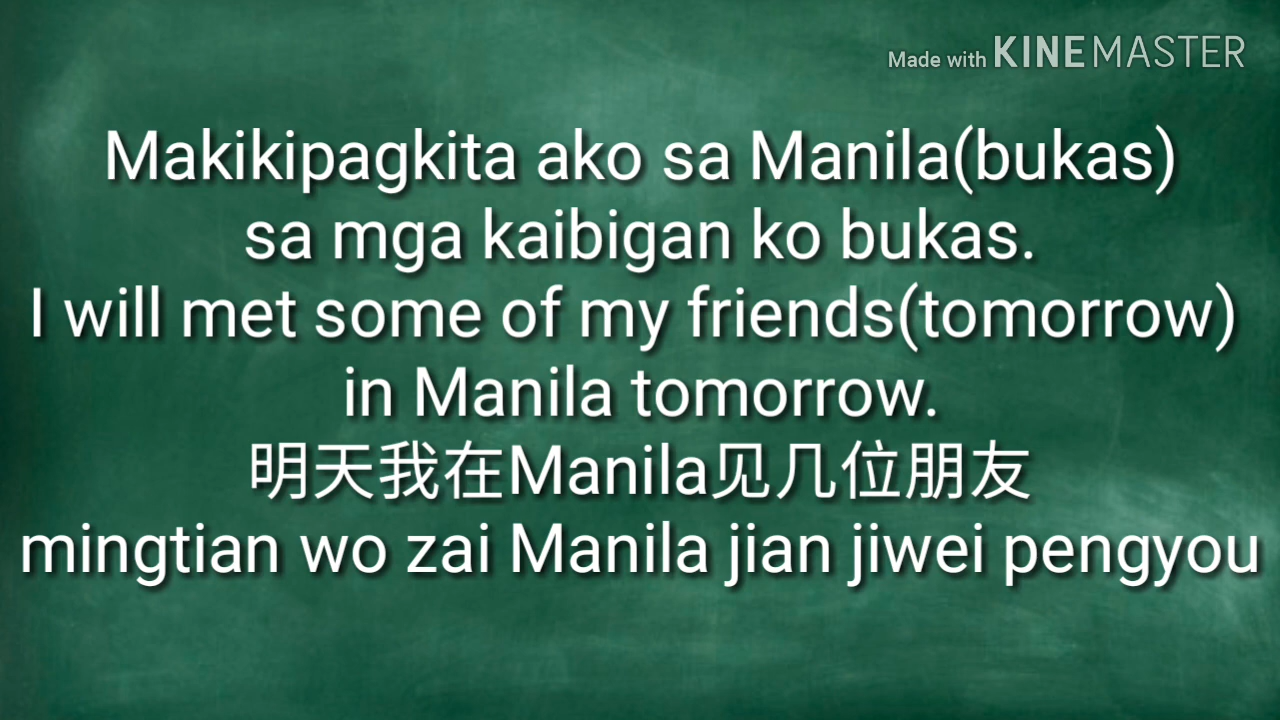 Made with KINEMASTER
Makikipagkita ako sa Manila(bukas)
sa mga kaibigan ko bukas.
I will met some of my friends(tomorrow)
in Manila tomorrow.
明天我在Manila见几位朋友
mingtian wo zai Manila jian jiwei pengyou